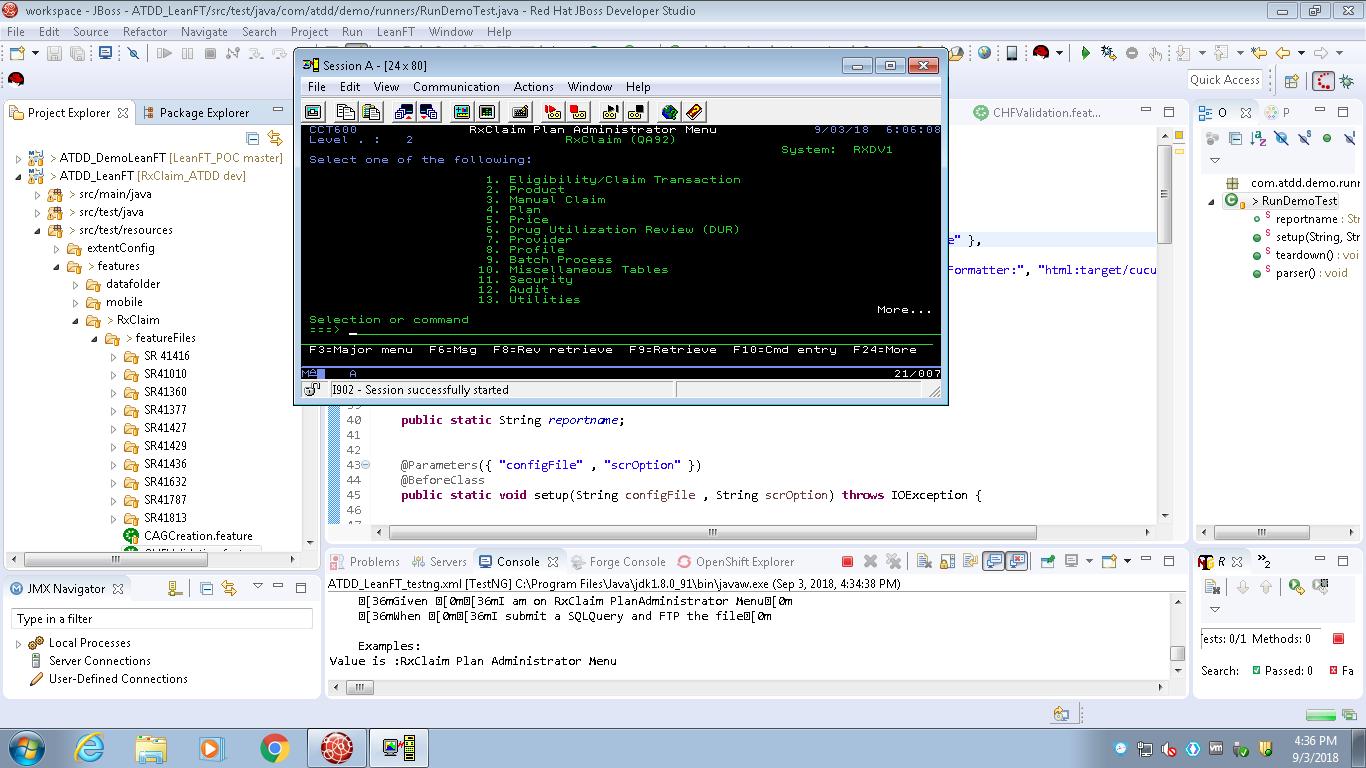 workspace - JBoss - ATDD_LeanFT/src/test/java/com/atdd/demo/runners/RunDemoTest.java - Red Hat JBoss Developer Studio
File Edit Source Refactor Navigate Search Project Run LeanFT Window Help
Quick Access
Project Explorer
Package Explorer
> ATDD_DemoLeanFT [LeanFT_POC master]
> ATDD_LeanFT [RxClaim_ATDD dev]
> src/main/java
> src/test/java
> src/test/resources
extentConfig
> features
datafolder
mobile
> RxClaim
> featureFiles
SR 41416
SR41010
SR41360
SR41377
SR41427
SR41429
SR41436
SR41632
SR41787
SR41813
CAGCreation.feature
JMX Navigator
Type in a filter
Local Processes
Server Connections
User-Defined Connections
Session A - [24 x 80]
File Edit View Communication Actions Window Help
CCT600 RxClaim Plan Administrator Menu 9/03/18 6:06:08
Level . : 2 RxClaim (QA92)
System: RXDV1
Select one of the following:
1. Eligibility/Claim Transaction
2. Product
3. Manual Claim
4. Plan
5. Price
6. Drug Utilization Review (DUR)
7. Provider
8. Profile
9. Batch Process
10. Miscellaneous Tables
11. Security
12. Audit
13. Utilities
More...
Selection or command
===>
F3=Major menu F6=Msg F8=Rev retrieve F9=Retrieve F10=Cmd entry F24=More
MA A 21/007
I902 - Session successfully started
CHFValidation.feat...
e" },
Formatter:", "html:target/cucu
40 public static String reportname;
41
42
43 @Parameters({ "configFile" , "scrOption" })
44 @BeforeClass
45 public static void setup(String configFile , String scrOption) throws IOException {
46
O
P
com.atdd.demo.runn
> RunDemoTest
reportname : Str
setup(String, Str
teardown() : voi
parser() : void
Problems Servers Console Forge Console OpenShift Explorer
ATDD_LeanFT_testng.xml [TestNG] C:\Program Files\Java\jdk1.8.0_91\bin\javaw.exe (Sep 3, 2018, 4:34:38 PM)
[36mGiven [0m[36mI am on RxClaim PlanAdministrator Menu[0m
[36mWhen [0m[36mI submit a SQLQuery and FTP the file[0m
Examples:
Value is :RxClaim Plan Administrator Menu
R
2
ests: 0/1 Methods: 0
Search: Passed: 0 Fa
4:36 PM
9/3/2018